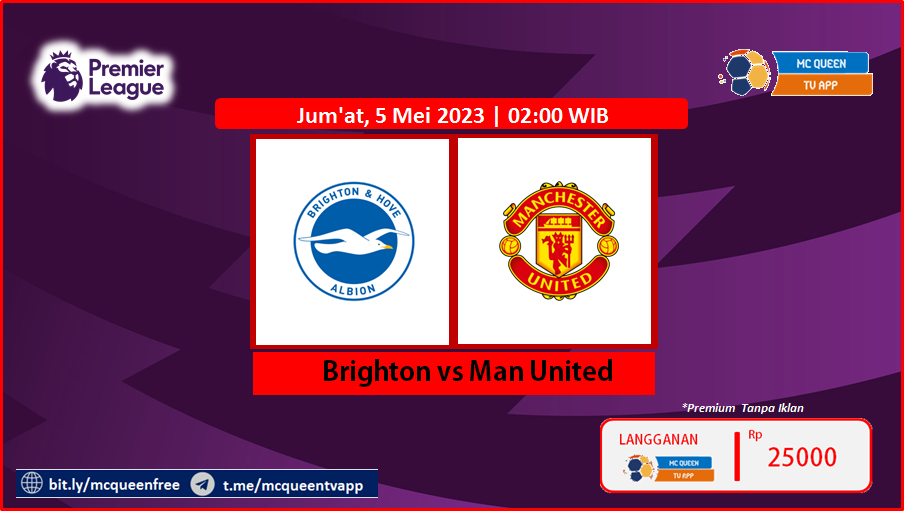 Premier
League
MC QUEEN
TV APP
Jum'at, 5 Mei 2023 | 02:00 WIB
BRIGHTON & HOVE
ALBION
MANCHESTER
UNITED
Brighton vs Man United
*Premium Tanpa Iklan
LANGGANAN
MC QUEEN
TV APP
Rp
25000
bit.ly/mcqueenfree
t.me/mcqueentvapp